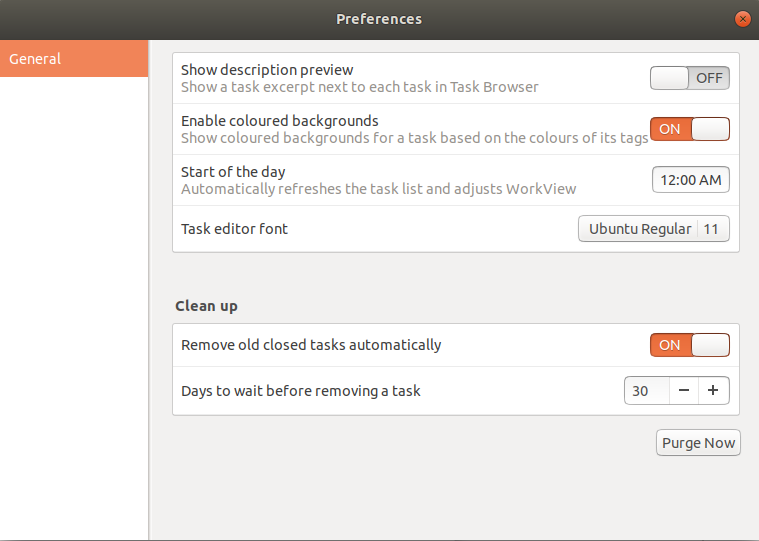 Preferences
General
Show description preview
Show a task excerpt next to each task in Task Browser
OFF
Enable coloured backgrounds
Show coloured backgrounds for a task based on the colours of its tags
ON
Start of the day
Automatically refreshes the task list and adjusts WorkView
12:00 AM
Task editor font
Ubuntu Regular 11
Clean up
Remove old closed tasks automatically
ON
Days to wait before removing a task
30 − +
Purge Now